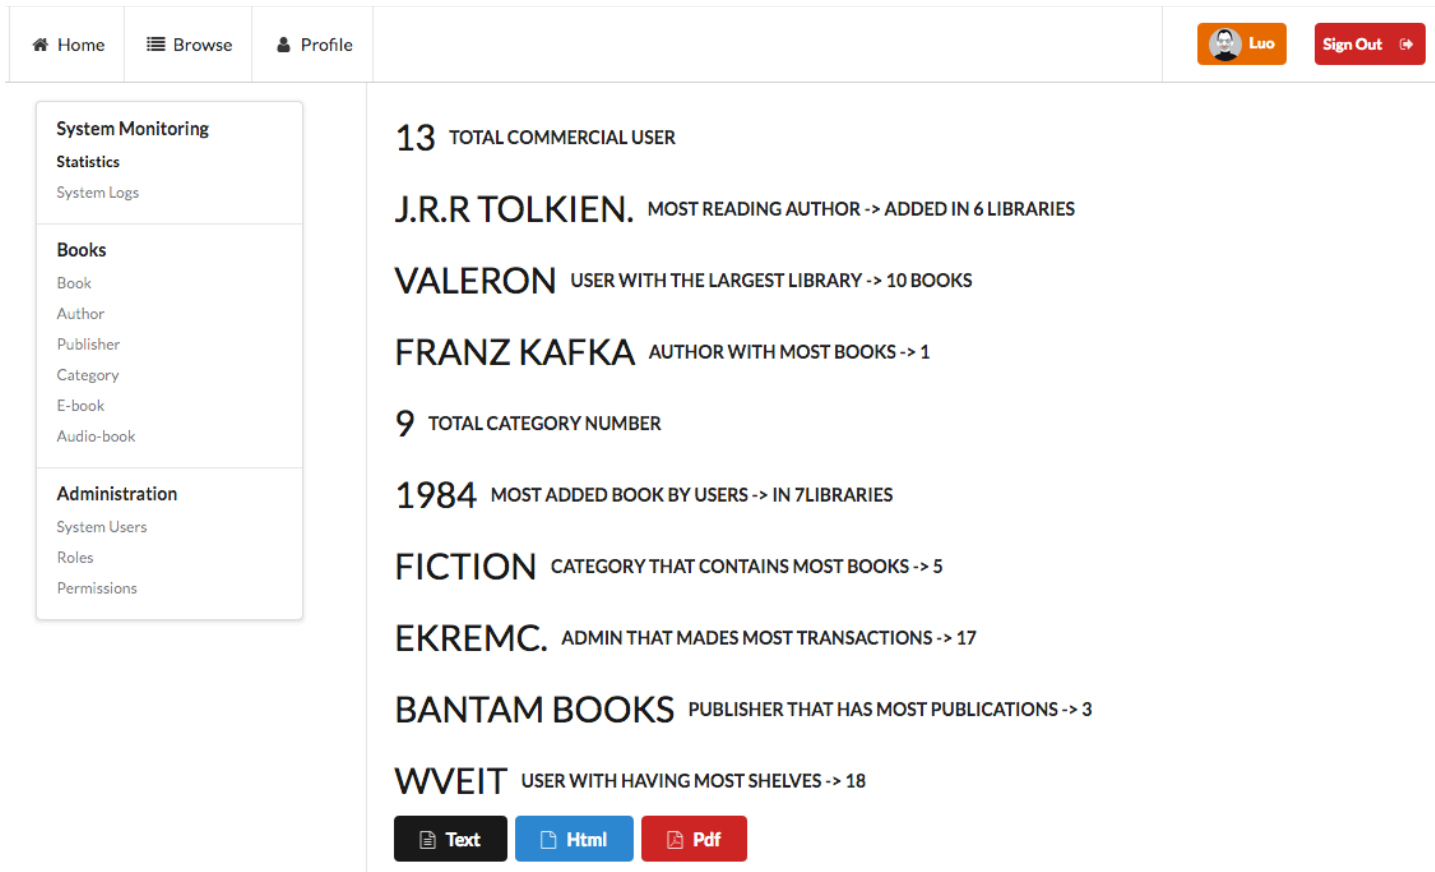 Home Browse Profile Luo Sign Out
System Monitoring
Statistics
System Logs
Books
Book
Author
Publisher
Category
E-book
Audio-book
Administration
System Users
Roles
Permissions
13 TOTAL COMMERCIAL USER
J.R.R TOLKIEN. MOST READING AUTHOR -> ADDED IN 6 LIBRARIES
VALERON USER WITH THE LARGEST LIBRARY -> 10 BOOKS
FRANZ KAFKA AUTHOR WITH MOST BOOKS -> 1
9 TOTAL CATEGORY NUMBER
1984 MOST ADDED BOOK BY USERS -> IN 7LIBRARIES
FICTION CATEGORY THAT CONTAINS MOST BOOKS -> 5
EKREMC. ADMIN THAT MADES MOST TRANSACTIONS -> 17
BANTAM BOOKS PUBLISHER THAT HAS MOST PUBLICATIONS -> 3
WVEIT USER WITH HAVING MOST SHELVES -> 18
Text Html Pdf